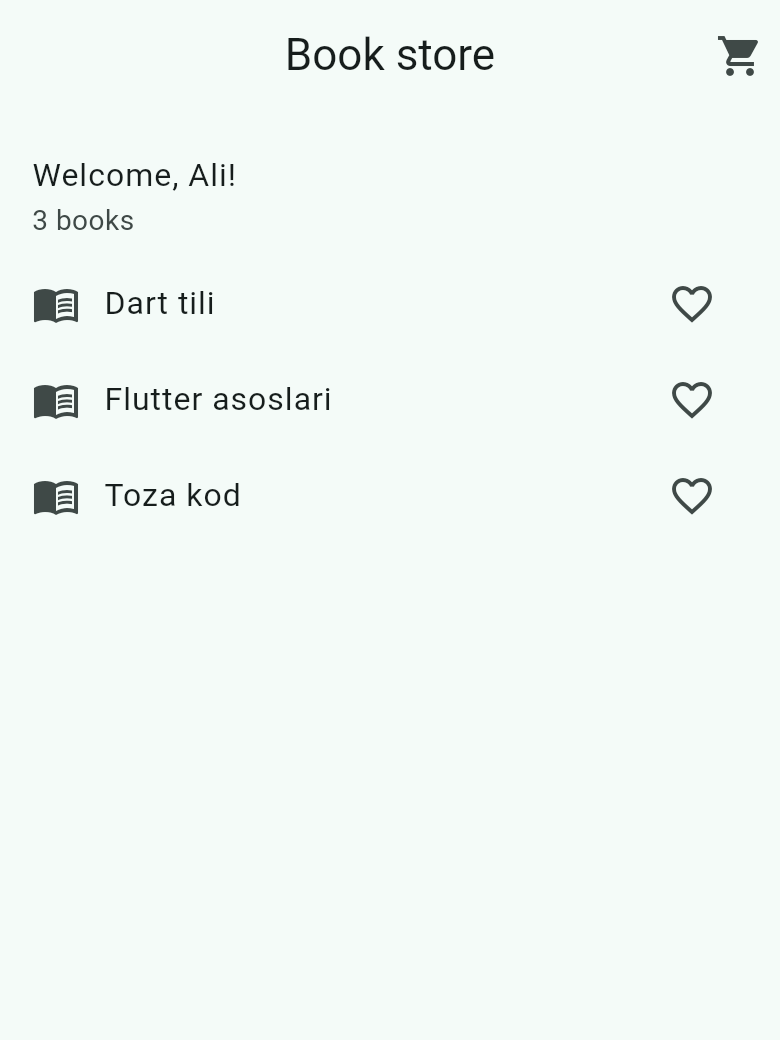 Book store
Welcome, Ali!
3 books
Dart tili
Flutter asoslari
Toza kod